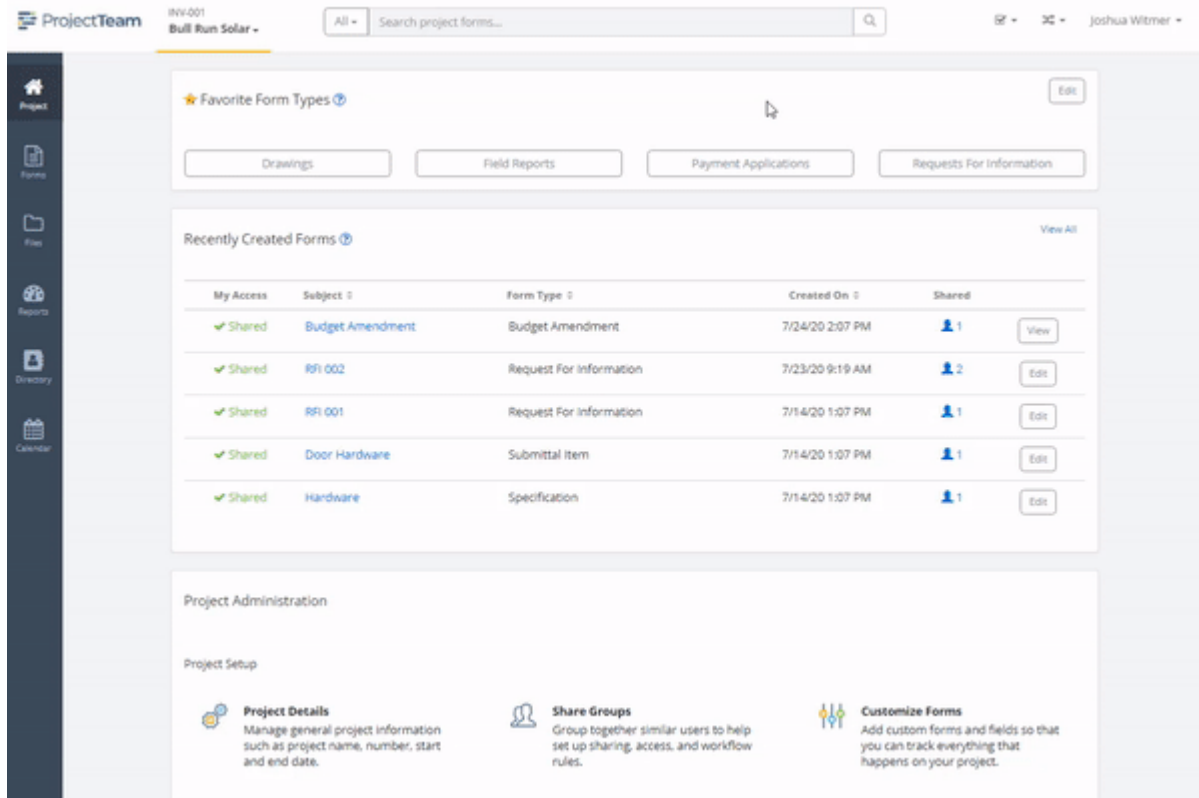 ProjectTeam
INV-001
Bull Run Solar
All
Search project forms...
Joshua Witmer
Project
Forms
Files
Reports
Directory
Calendar
Favorite Form Types
Edit
Drawings
Field Reports
Payment Applications
Requests For Information
Recently Created Forms
View All
My Access Subject Form Type Created On Shared
Shared Budget Amendment Budget Amendment 7/24/20 2:07 PM 1 View
Shared RFI 002 Request For Information 7/23/20 9:19 AM 2 Edit
Shared RFI 001 Request For Information 7/14/20 1:07 PM 1 Edit
Shared Door Hardware Submittal Item 7/14/20 1:07 PM 1 Edit
Shared Hardware Specification 7/14/20 1:07 PM 1 Edit
Project Administration
Project Setup
Project Details
Manage general project information
such as project name, number, start
and end date.
Share Groups
Group together similar users to help
set up sharing, access, and workflow
rules.
Customize Forms
Add custom forms and fields so that
you can track everything that
happens on your project.